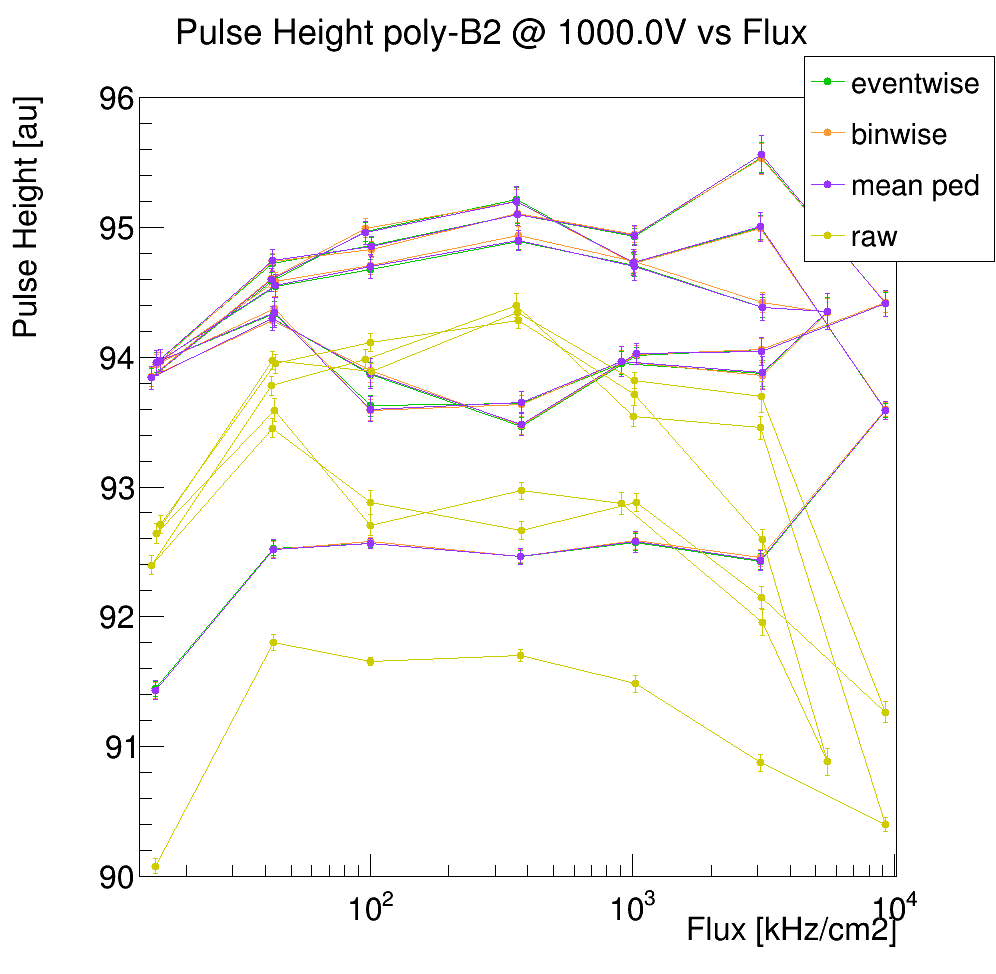 Pulse Height poly-B2 @ 1000.0V vs Flux
eventwise
binwise
mean ped
raw
Pulse Height [au]
96
95
94
93
92
91
90
10²
10³
10⁴
Flux [kHz/cm2]